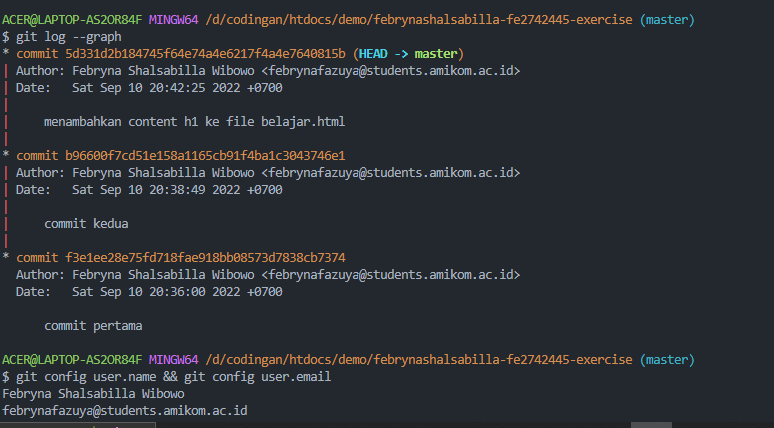 ACER@LAPTOP-AS2OR84F MINGW64 /d/codingan/htdocs/demo/febrynashalsabilla-fe2742445-exercise (master)
$ git log --graph
* commit 5d331d2b184745f64e74a4e6217f4a4e7640815b (HEAD -> master)
| Author: Febryna Shalsabilla Wibowo <febrynafazuya@students.amikom.ac.id>
| Date:   Sat Sep 10 20:42:25 2022 +0700
|
|     menambahkan content h1 ke file belajar.html
|
* commit b96600f7cd51e158a1165cb91f4ba1c3043746e1
| Author: Febryna Shalsabilla Wibowo <febrynafazuya@students.amikom.ac.id>
| Date:   Sat Sep 10 20:38:49 2022 +0700
|
|     commit kedua
|
* commit f3e1ee28e75fd718fae918bb08573d7838cb7374
  Author: Febryna Shalsabilla Wibowo <febrynafazuya@students.amikom.ac.id>
  Date:   Sat Sep 10 20:36:00 2022 +0700

      commit pertama

ACER@LAPTOP-AS2OR84F MINGW64 /d/codingan/htdocs/demo/febrynashalsabilla-fe2742445-exercise (master)
$ git config user.name && git config user.email
Febryna Shalsabilla Wibowo
febrynafazuya@students.amikom.ac.id